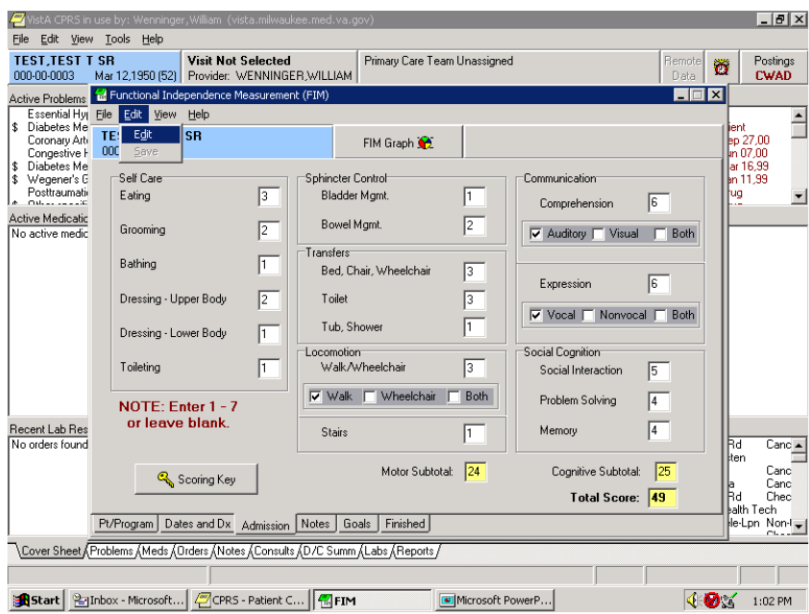 VistA CPRS in use by: Wenninger,William (vista.milwaukee.med.va.gov)
File Edit View Tools Help
TEST,TEST T SR
000-00-0003 Mar 12,1950 (52)
Visit Not Selected
Provider: WENNINGER,WILLIAM
Primary Care Team Unassigned
Remote
Data
Postings
CWAD
Active Problems
Essential Hy
$ Diabetes Me
Coronary Art
Congestive H
$ Diabetes Me
$ Wegener's G
Posttraumati
Active Medicatio
No active medic
Recent Lab Res
No orders found
Functional Independence Measurement (FIM)
File Edit View Help
Edit
Save
TE SR
000
FIM Graph
Self Care
Eating 3
Grooming 2
Bathing 1
Dressing - Upper Body 2
Dressing - Lower Body 1
Toileting 1
NOTE: Enter 1 - 7
or leave blank.
Scoring Key
Sphincter Control
Bladder Mgmt. 1
Bowel Mgmt. 2
Transfers
Bed, Chair, Wheelchair 3
Toilet 3
Tub, Shower 1
Locomotion
Walk/Wheelchair 3
Walk Wheelchair Both
Stairs 1
Motor Subtotal: 24
Communication
Comprehension 6
Auditory Visual Both
Expression 6
Vocal Nonvocal Both
Social Cognition
Social Interaction 5
Problem Solving 4
Memory 4
Cognitive Subtotal: 25
Total Score: 49
Pt/Program Dates and Dx Admission Notes Goals Finished
ient
ep 27,00
un 07,00
ar 16,99
an 11,99
rug
Rd Canc
ten
Canc
a Canc
Rd Chec
ealth Tech
le-Lpn Non-
Cover Sheet Problems Meds Orders Notes Consults D/C Summ Labs Reports
Start Inbox - Microsoft... CPRS - Patient C... FIM Microsoft PowerP... 1:02 PM